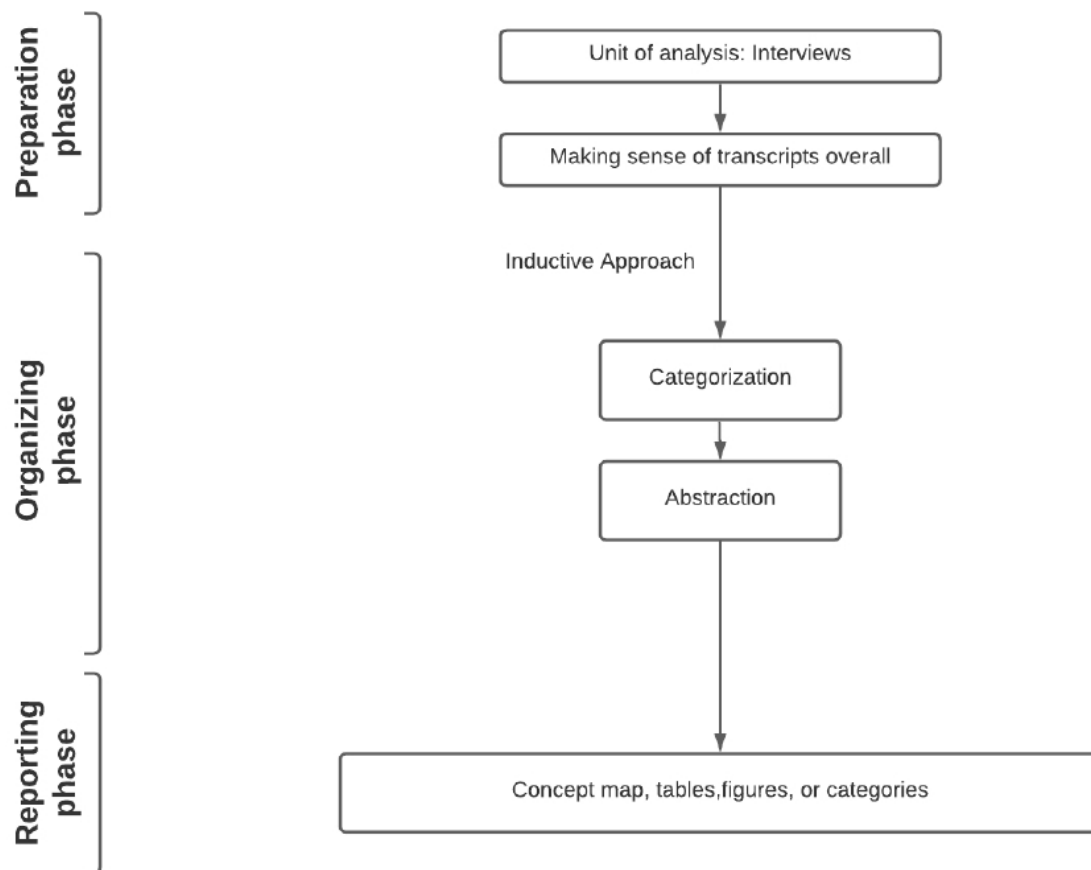 Preparation
phase
Unit of analysis: Interviews
Making sense of transcripts overall
Inductive Approach
Organizing
phase
Categorization
Abstraction
Reporting
phase
Concept map, tables,figures, or categories